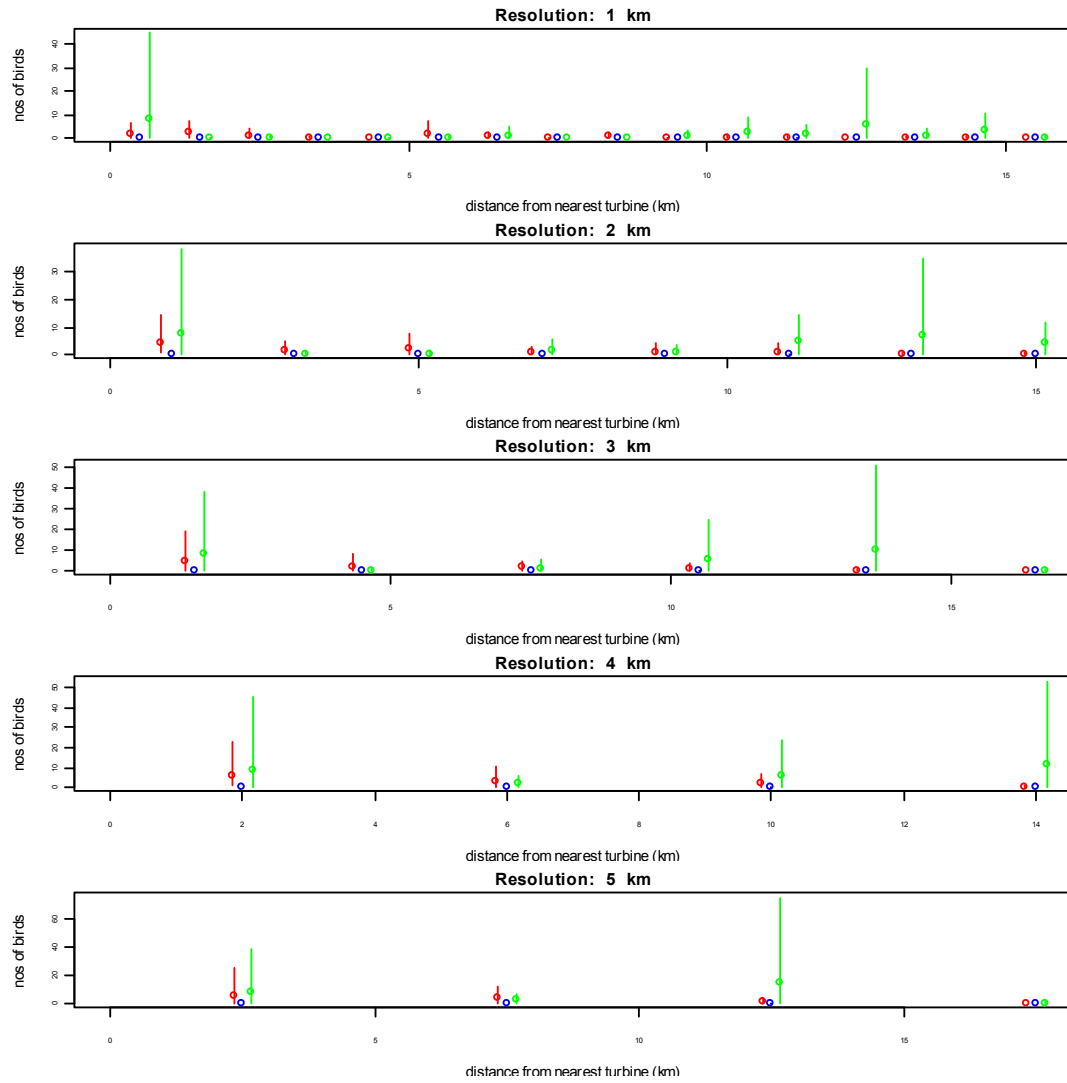 Resolution: 1 km
nos of birds
0 10 20 30 40
0 5 10 15
distance from nearest turbine (km)
Resolution: 2 km
nos of birds
0 10 20 30
0 5 10 15
distance from nearest turbine (km)
Resolution: 3 km
nos of birds
0 10 20 30 40 50
0 5 10 15
distance from nearest turbine (km)
Resolution: 4 km
nos of birds
0 10 20 30 40 50
0 2 4 6 8 10 12 14
distance from nearest turbine (km)
Resolution: 5 km
nos of birds
0 20 40 60
0 5 10 15
distance from nearest turbine (km)